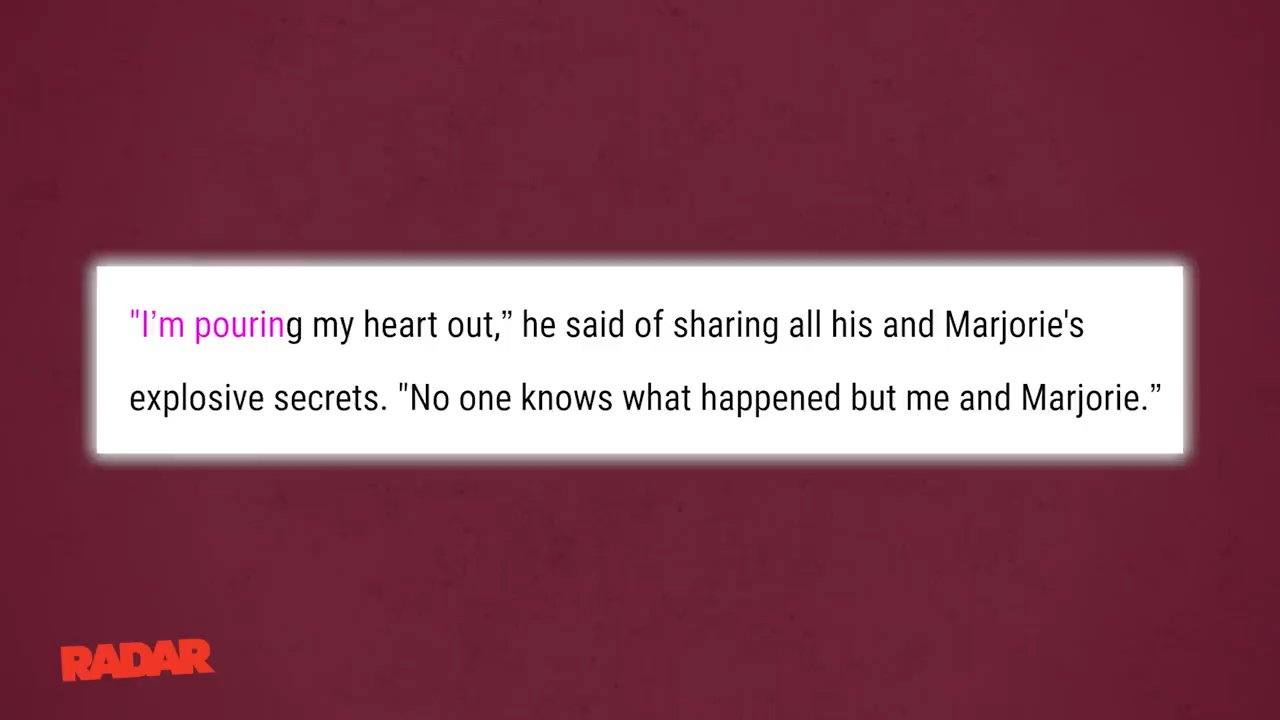 "I’m pouring my heart out,” he said of sharing all his and Marjorie's
explosive secrets. "No one knows what happened but me and Marjorie.”
RADAR